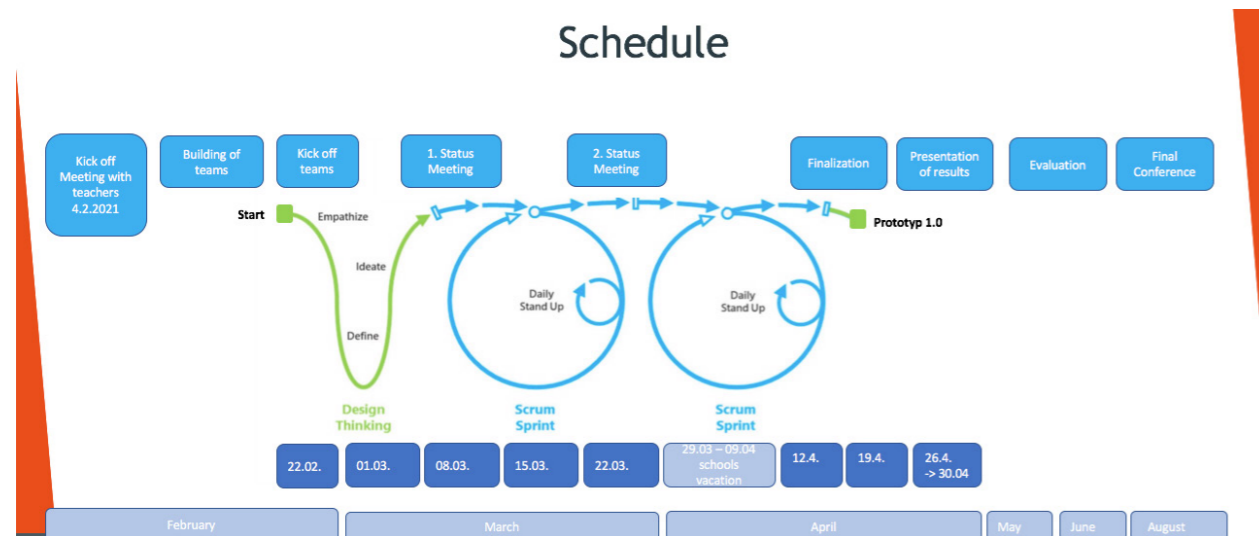 Schedule
Kick off
Meeting with
teachers
4.2.2021
Building of
teams
Kick off
teams
1. Status
Meeting
2. Status
Meeting
Finalization
Presentation
of results
Evaluation
Final
Conference
Start
Empathize
Ideate
Define
Design
Thinking
Daily
Stand Up
Scrum
Sprint
Daily
Stand Up
Scrum
Sprint
Prototyp 1.0
22.02.
01.03.
08.03.
15.03.
22.03.
29.03 – 09.04
schools
vacation
12.4.
19.4.
26.4.
-> 30.04
February
March
April
May
June
August